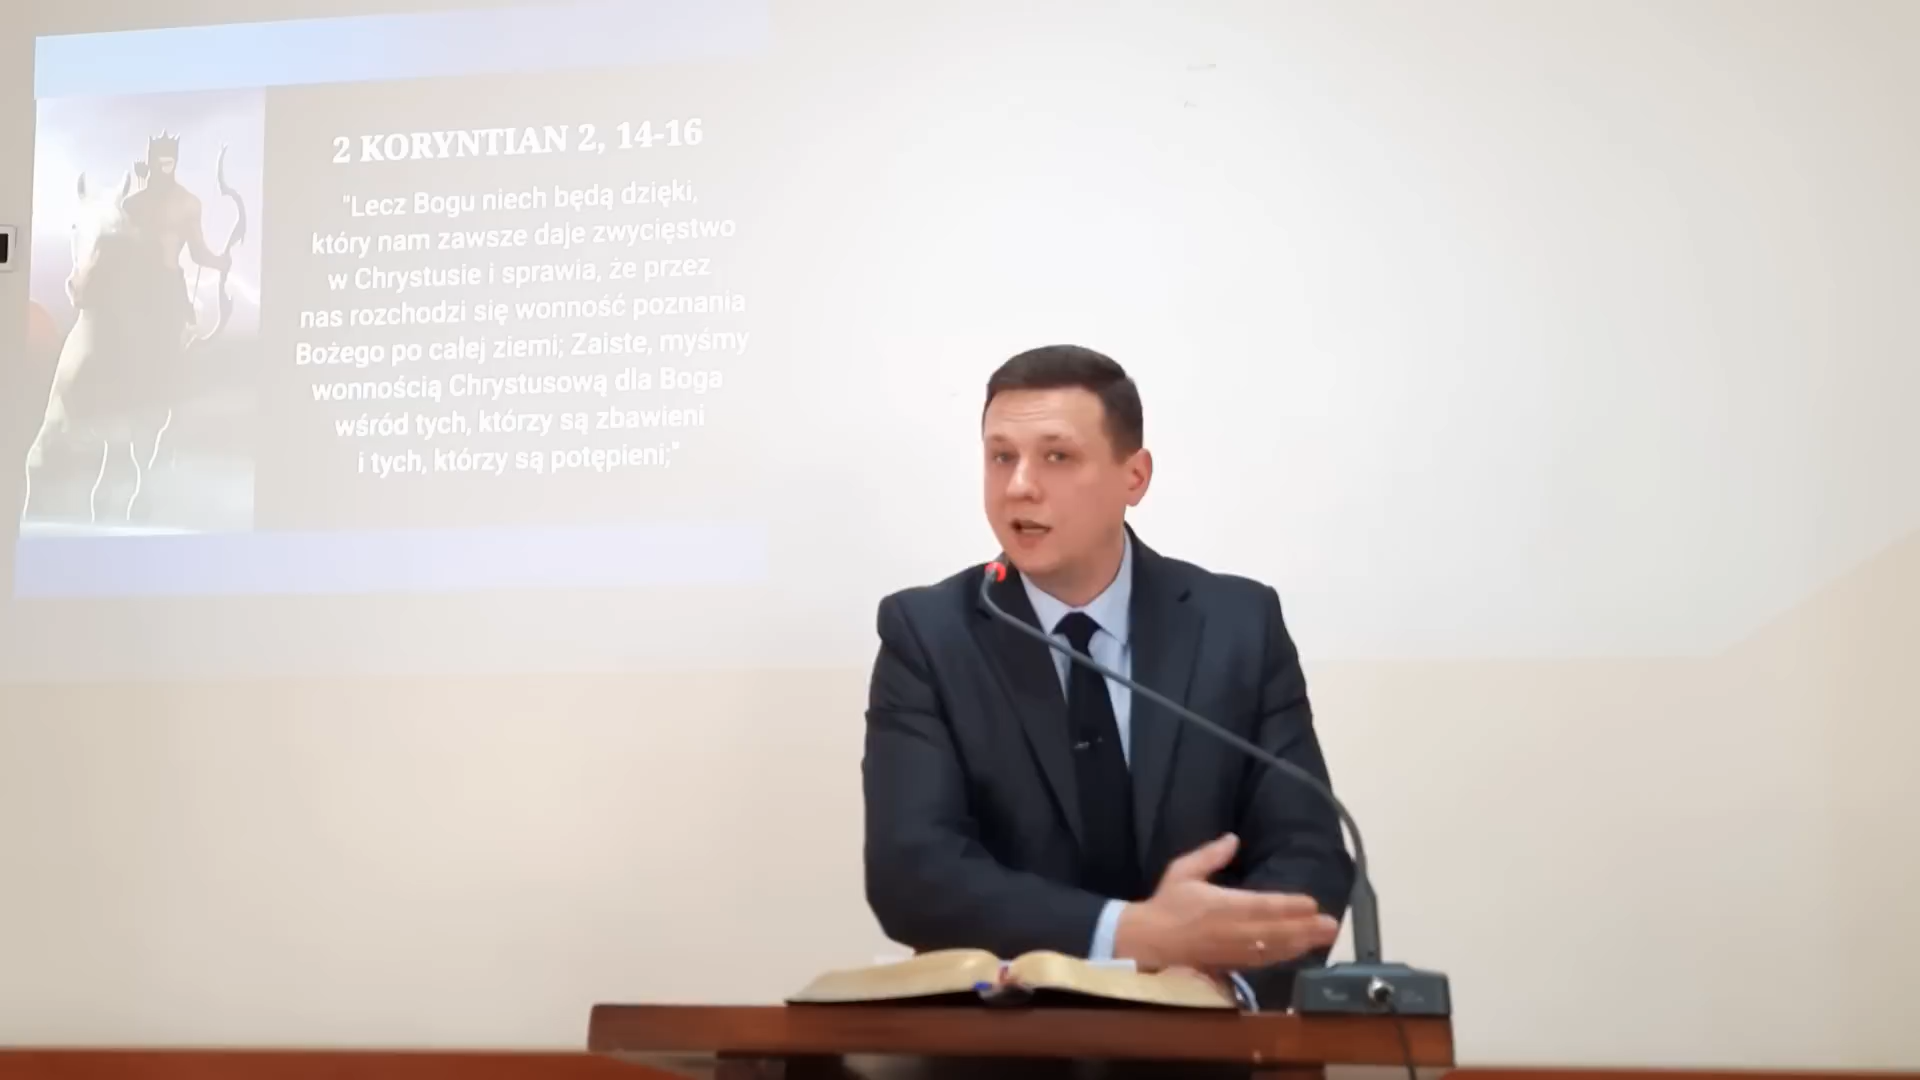 2 KORYNTIAN 2, 14-16
"Lecz Bogu niech będą dzięki,
który nam zawsze daje zwycięstwo
w Chrystusie i sprawia, że przez
nas rozchodzi się wonność poznania
Bożego po całej ziemi; Zaiste, myśmy
wonnością Chrystusową dla Boga
wśród tych, którzy są zbawieni
i tych, którzy są potępieni;"